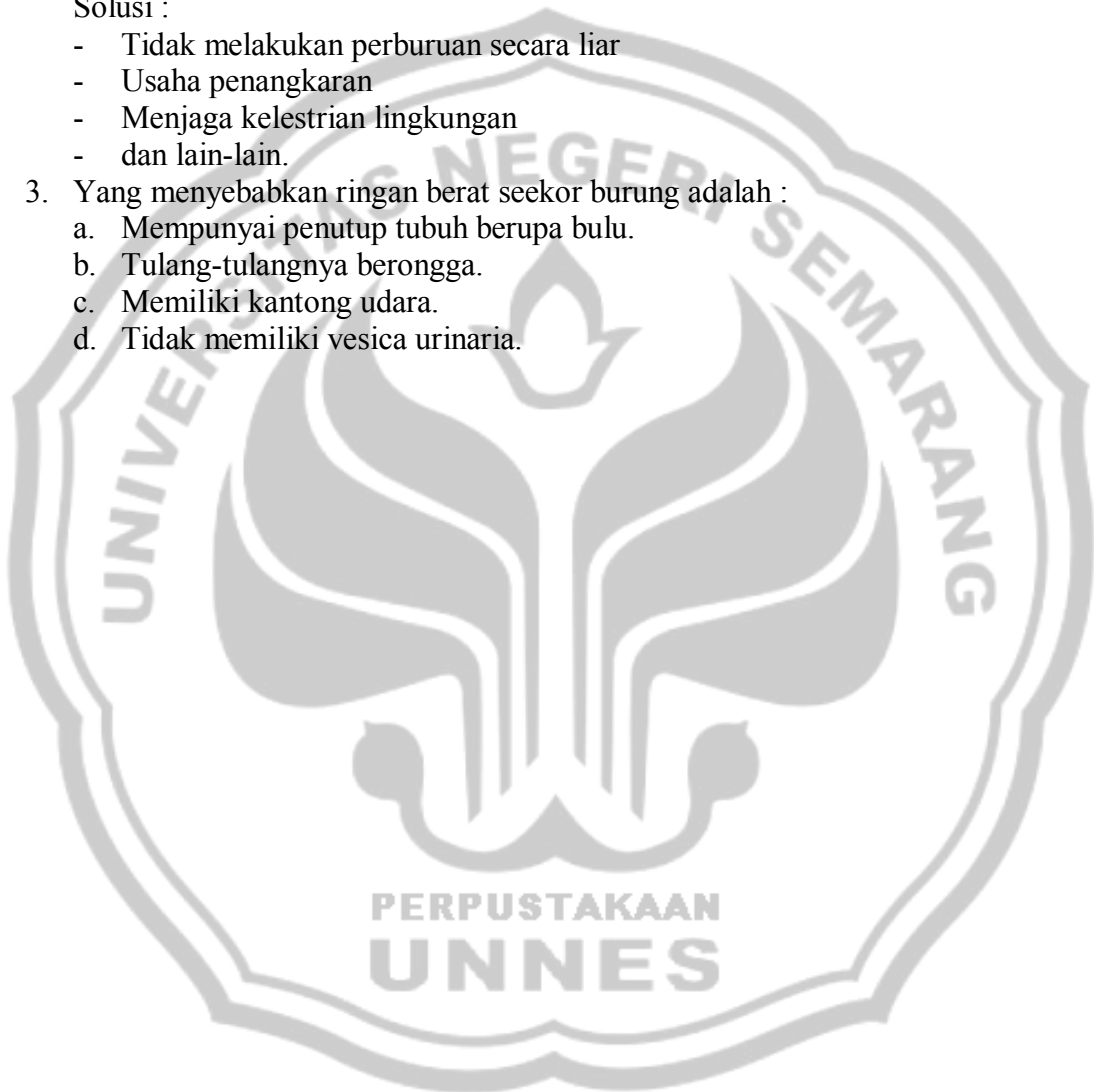 Solusi :
- Tidak melakukan perburuan secara liar
- Usaha penangkaran
- Menjaga kelestrian lingkungan
- dan lain-lain.
3. Yang menyebabkan ringan berat seekor burung adalah :
a. Mempunyai penutup tubuh berupa bulu.
b. Tulang-tulangnya berongga.
c. Memiliki kantong udara.
d. Tidak memiliki vesica urinaria.
UNIVERSITAS NEGERI SEMARANG
PERPUSTAKAAN
UNNES